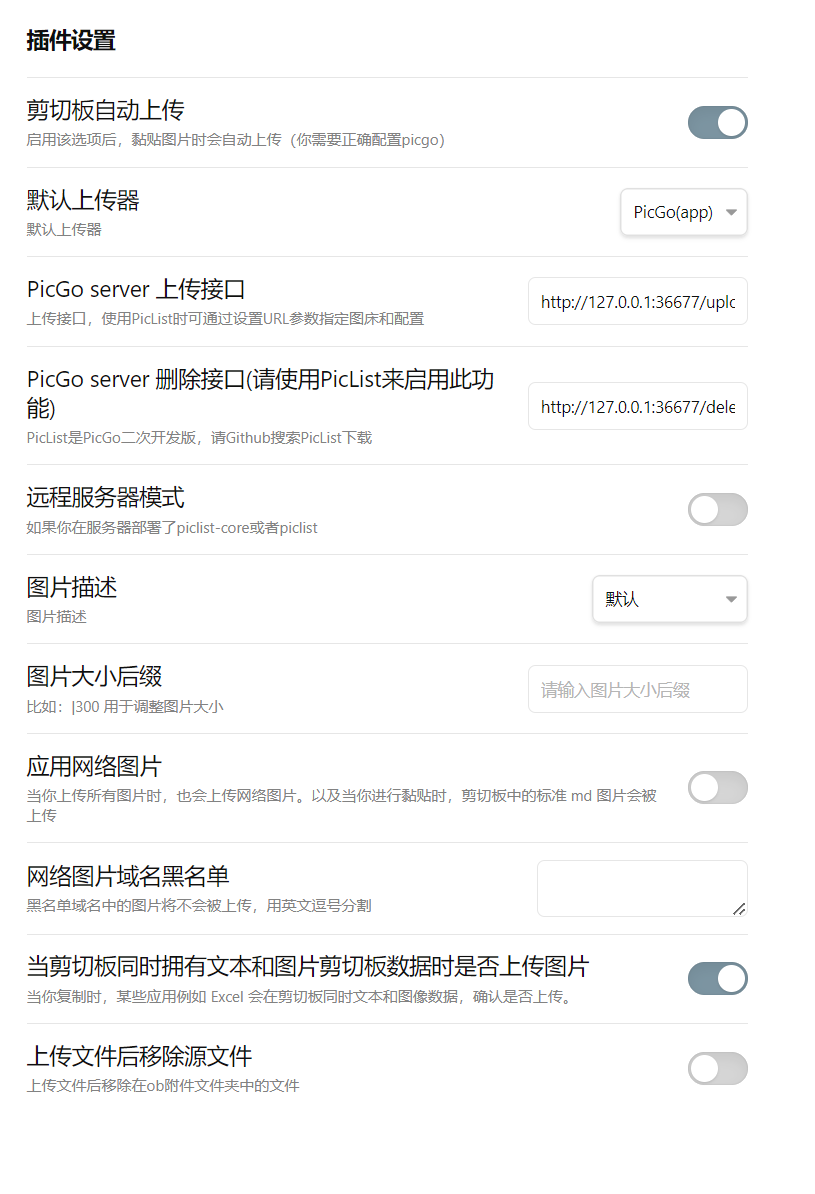 插件设置
剪切板自动上传
启用该选项后，黏贴图片时会自动上传（你需要正确配置picgo）
默认上传器
默认上传器
PicGo(app)
PicGo server 上传接口
上传接口，使用PicList时可通过设置URL参数指定图床和配置
http://127.0.0.1:36677/uplo
PicGo server 删除接口(请使用PicList来启用此功
能)
PicList是PicGo二次开发版，请Github搜索PicList下载
http://127.0.0.1:36677/dele
远程服务器模式
如果你在服务器部署了piclist-core或者piclist
图片描述
图片描述
默认
图片大小后缀
比如：|300 用于调整图片大小
请输入图片大小后缀
应用网络图片
当你上传所有图片时，也会上传网络图片。以及当你进行黏贴时，剪切板中的标准 md 图片会被
上传
网络图片域名黑名单
黑名单域名中的图片将不会被上传，用英文逗号分割
当剪切板同时拥有文本和图片剪切板数据时是否上传图片
当你复制时，某些应用例如 Excel 会在剪切板同时文本和图像数据，确认是否上传。
上传文件后移除源文件
上传文件后移除在ob附件文件夹中的文件